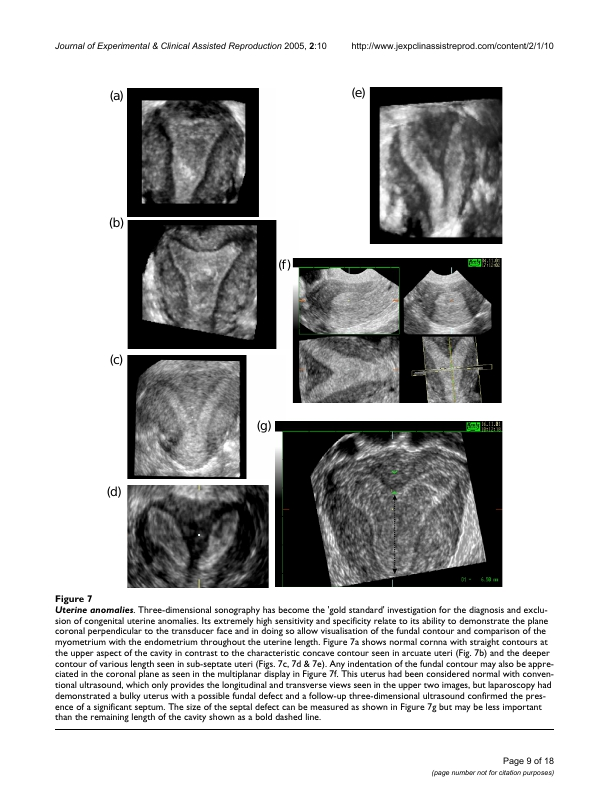 Journal of Experimental & Clinical Assisted Reproduction 2005, 2:10 http://www.jexpclinassistreprod.com/content/2/1/10
(a)
(e)
(b)
(f)
(c)
(g)
(d)
Figure 7
Uterine anomalies. Three-dimensional sonography has become the 'gold standard' investigation for the diagnosis and exclu-
sion of congenital uterine anomalies. Its extremely high sensitivity and specificity relate to its ability to demonstrate the plane
coronal perpendicular to the transducer face and in doing so allow visualisation of the fundal contour and comparison of the
myometrium with the endometrium throughout the uterine length. Figure 7a shows normal cornna with straight contours at
the upper aspect of the cavity in contrast to the characteristic concave contour seen in arcuate uteri (Fig. 7b) and the deeper
contour of various length seen in sub-septate uteri (Figs. 7c, 7d & 7e). Any indentation of the fundal contour may also be appre-
ciated in the coronal plane as seen in the multiplanar display in Figure 7f. This uterus had been considered normal with conven-
tional ultrasound, which only provides the longitudinal and transverse views seen in the upper two images, but laparoscopy had
demonstrated a bulky uterus with a possible fundal defect and a follow-up three-dimensional ultrasound confirmed the pres-
ence of a significant septum. The size of the septal defect can be measured as shown in Figure 7g but may be less important
than the remaining length of the cavity shown as a bold dashed line.
Page 9 of 18
(page number not for citation purposes)